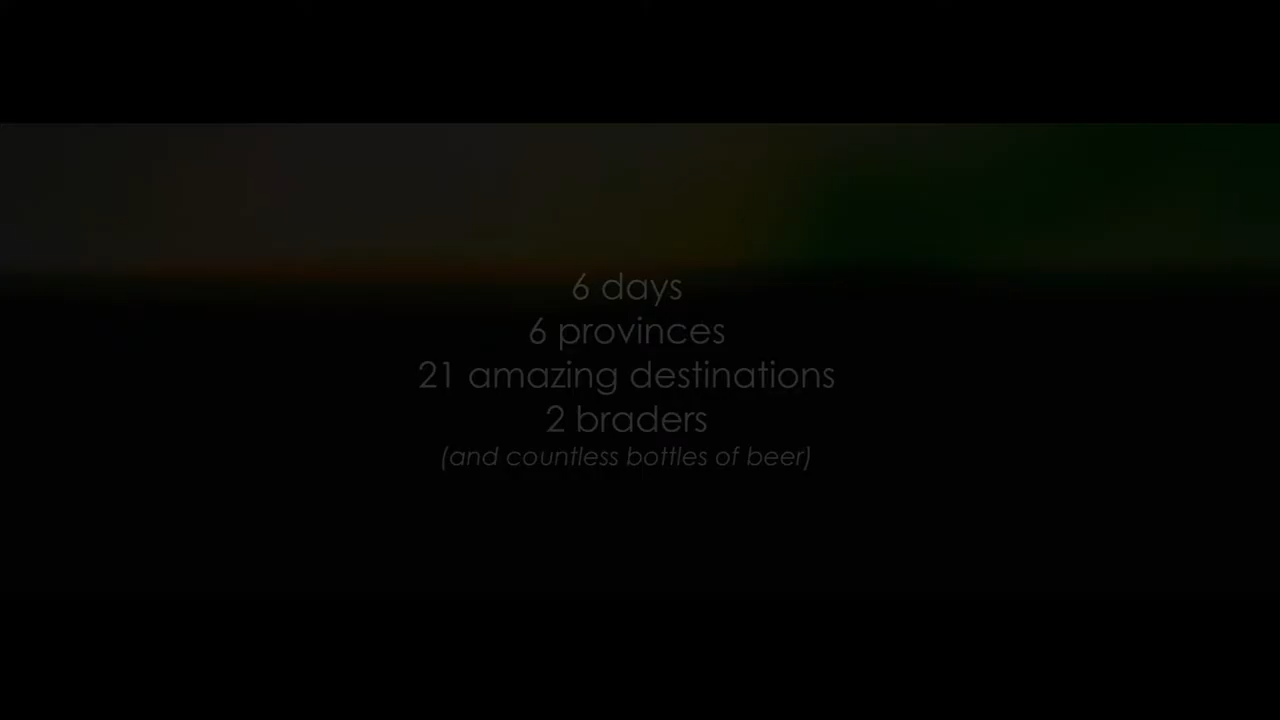 6 days
6 provinces
21 amazing destinations
2 braders
(and countless bottles of beer)